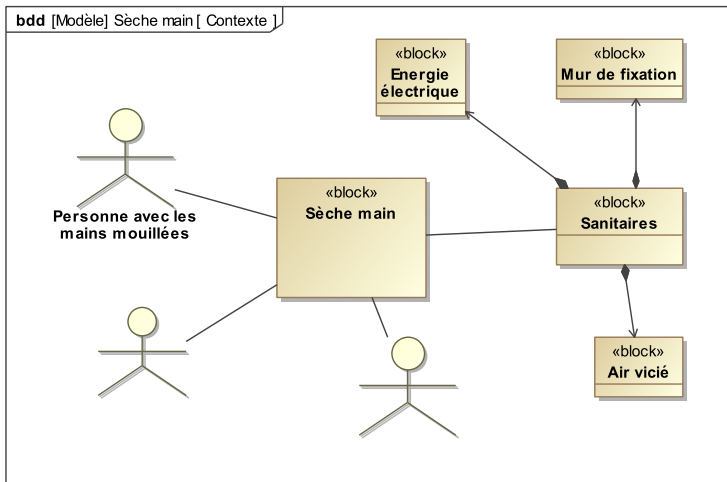 bdd [Modèle] Sèche main [ Contexte ]
«block»
Energie
électrique
«block»
Mur de fixation
«block»
Sèche main
«block»
Sanitaires
Personne avec les
mains mouillées
«block»
Air vicié